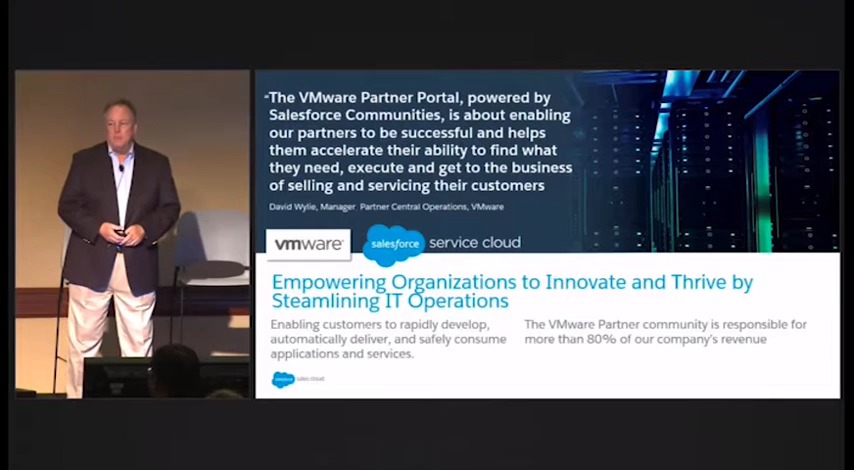 “The VMware Partner Portal, powered by
Salesforce Communities, is about enabling
our partners to be successful and helps
them accelerate their ability to find what
they need, execute and get to the business
of selling and servicing their customers
David Wylie, Manager, Partner Central Operations, VMware
vmware
salesforce service cloud
Empowering Organizations to Innovate and Thrive by
Streamlining IT Operations
Enabling customers to rapidly develop,
automatically deliver, and safely consume
applications and services.
The VMware Partner community is responsible for
more than 80% of our company's revenue
salesforce sales cloud